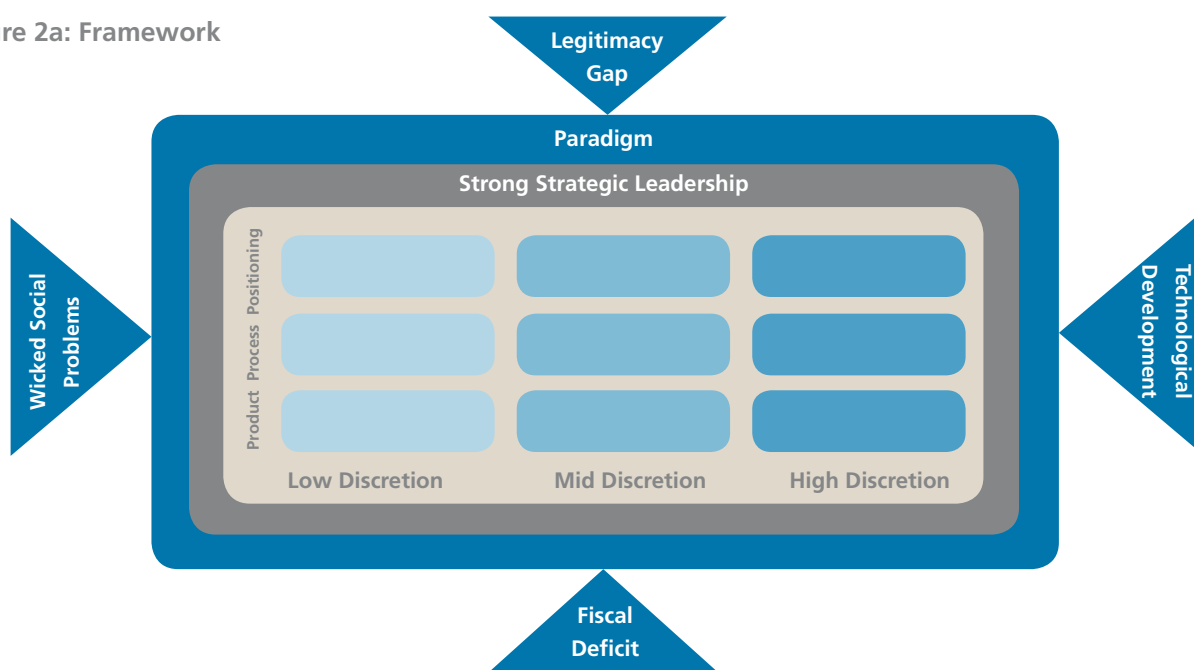 re 2a: Framework
Legitimacy
Gap
Paradigm
Strong Strategic Leadership
Wicked Social
Problems
Positioning
Process
Product
Low Discretion
Mid Discretion
High Discretion
Technological
Development
Fiscal
Deficit